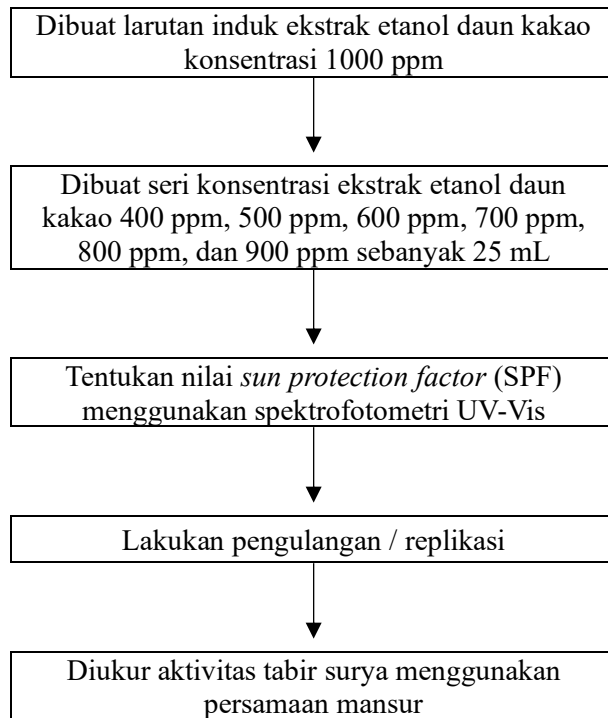 Dibuat larutan induk ekstrak etanol daun kakao
konsentrasi 1000 ppm
Dibuat seri konsentrasi ekstrak etanol daun
kakao 400 ppm, 500 ppm, 600 ppm, 700 ppm,
800 ppm, dan 900 ppm sebanyak 25 mL
Tentukan nilai sun protection factor (SPF)
menggunakan spektrofotometri UV-Vis
Lakukan pengulangan / replikasi
Diukur aktivitas tabir surya menggunakan
persamaan mansur